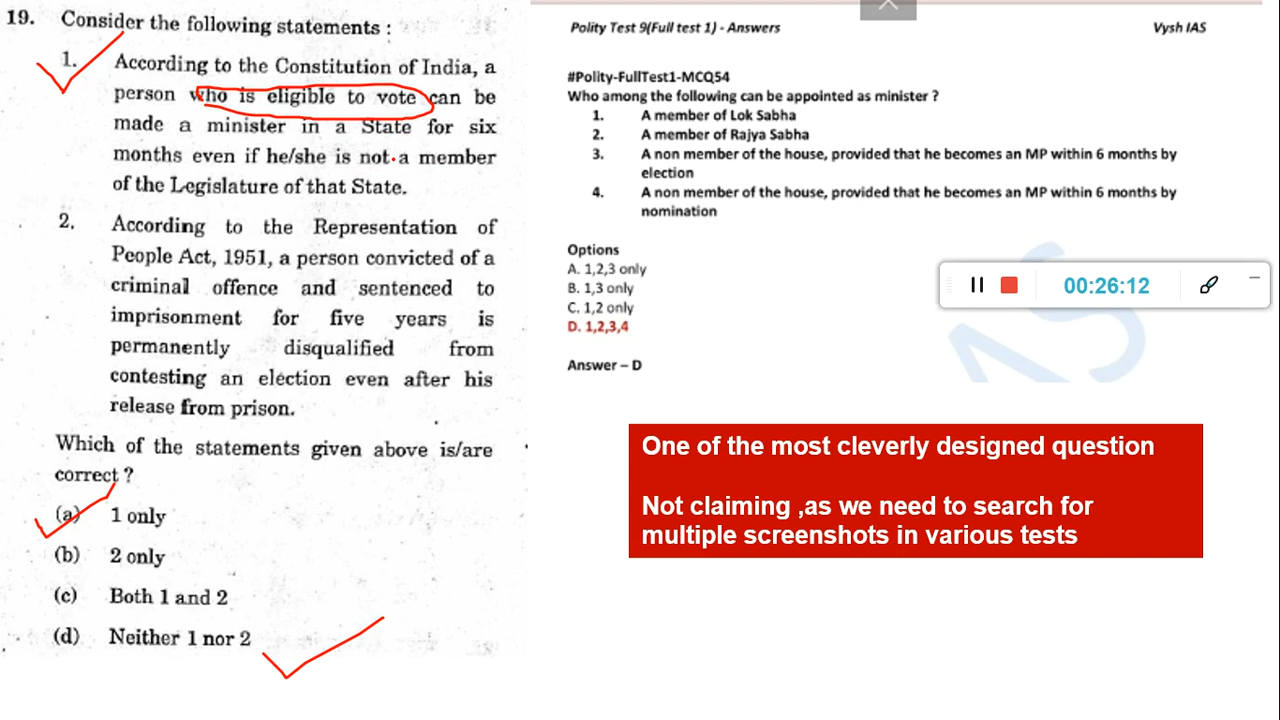 19. Consider the following statements :
1. According to the Constitution of India, a
person who is eligible to vote can be
made a minister in a State for six
months even if he/she is not a member
of the Legislature of that State.
2. According to the Representation of
People Act, 1951, a person convicted of a
criminal offence and sentenced to
imprisonment for five years is
permanently disqualified from
contesting an election even after his
release from prison.
Which of the statements given above is/are
correct ?
(a) 1 only
(b) 2 only
(c) Both 1 and 2
(d) Neither 1 nor 2
Polity Test 9(Full test 1) - Answers
Vysh IAS
#Polity-FullTest1-MCQ54
Who among the following can be appointed as minister ?
1. A member of Lok Sabha
2. A member of Rajya Sabha
3. A non member of the house, provided that he becomes an MP within 6 months by
election
4. A non member of the house, provided that he becomes an MP within 6 months by
nomination
Options
A. 1,2,3 only
B. 1,3 only
C. 1,2 only
D. 1,2,3,4
Answer – D
00:26:12
One of the most cleverly designed question
Not claiming ,as we need to search for
multiple screenshots in various tests